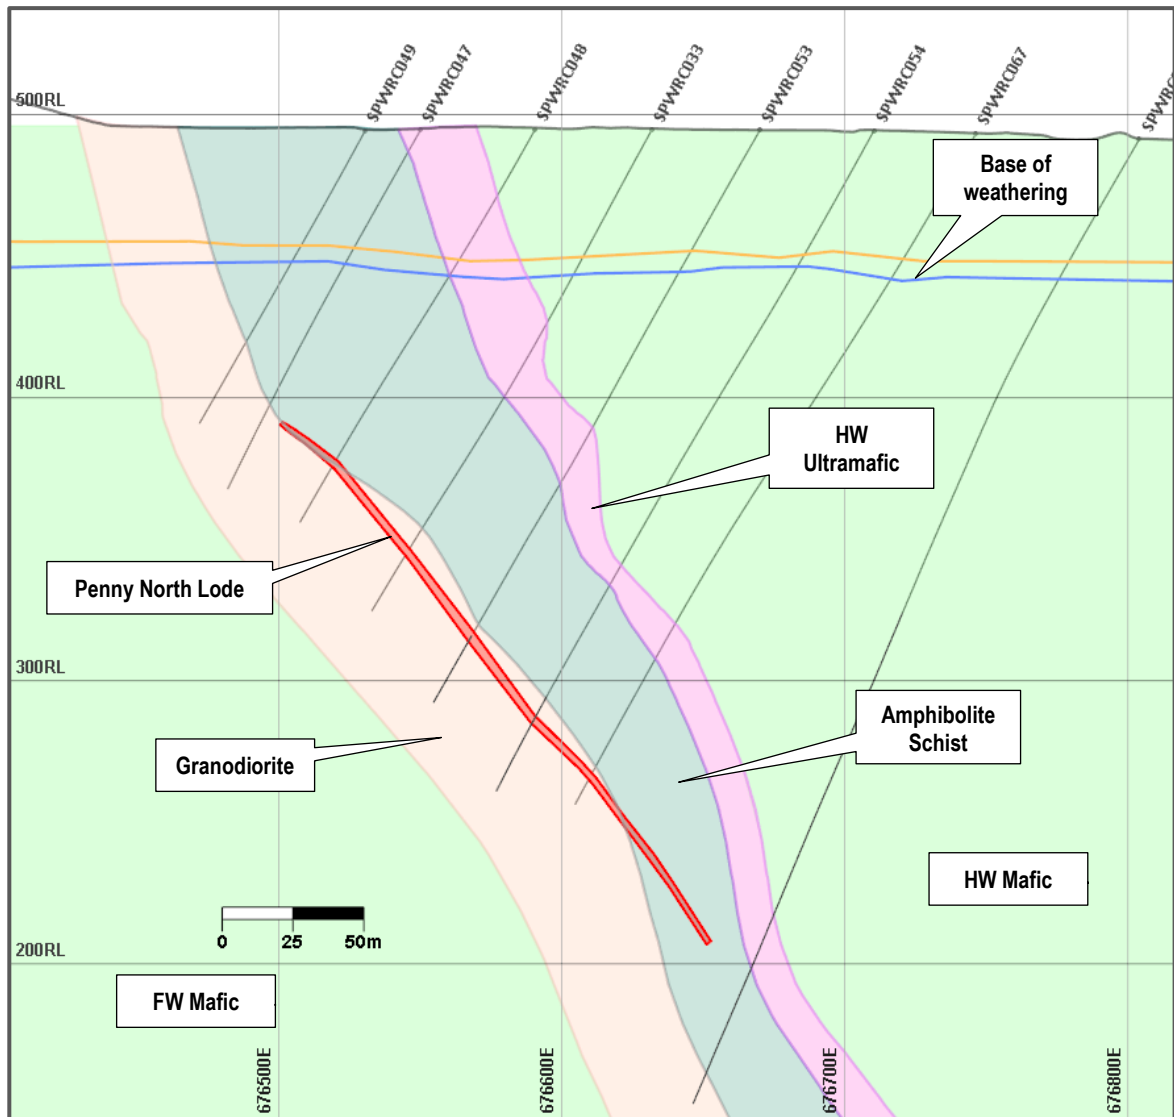 SPWRC049
SPWRC047
SPWRC048
SPWRC033
SPWRC053
SPWRC054
SPWRC067
500RL
Base of
weathering
400RL
HW
Ultramafic
Penny North Lode
300RL
Amphibolite
Schist
Granodiorite
HW Mafic
0 25 50m
200RL
FW Mafic
676500E
676600E
676700E
676800E